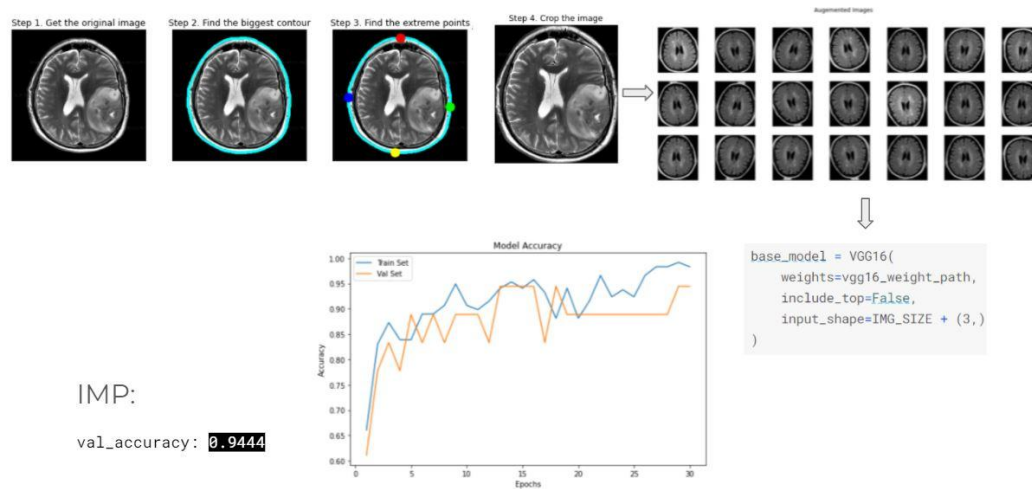 Step 1. Get the original image
Step 2. Find the biggest contour
Step 3. Find the extreme points
Step 4. Crop the image
Augmented Images
base_model = VGG16(
weights=vgg16_weight_path,
include_top=False,
input_shape=IMG_SIZE + (3,)
)
Model Accuracy
Train Set
Val Set
1.00
0.95
0.90
0.85
0.80
0.75
0.70
0.65
0.60
Accuracy
0 5 10 15 20 25 30
Epochs
IMP:
val_accuracy: 0.9444